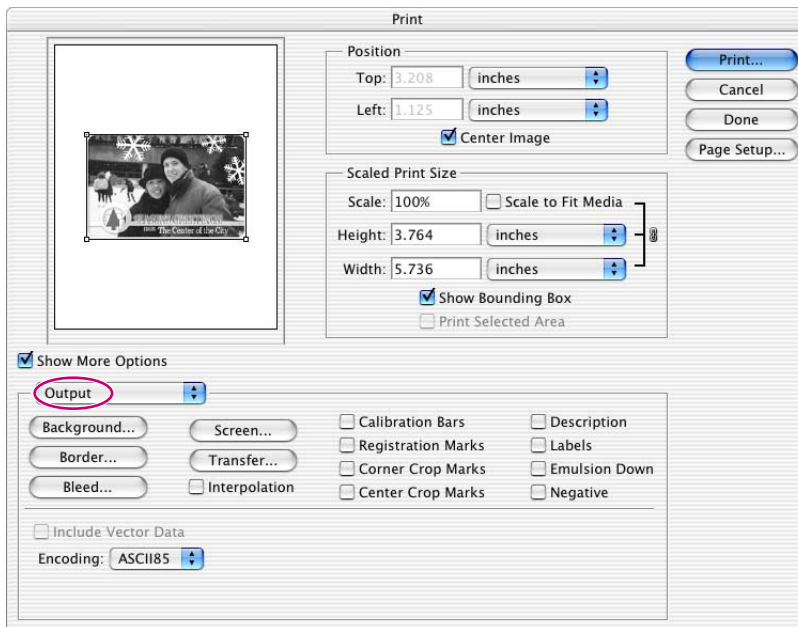 Print
Position
Top: 3.208 inches
Left: 1.125 inches
Center Image
Print...
Cancel
Done
Page Setup...
Scaled Print Size
Scale: 100% Scale to Fit Media
Height: 3.764 inches
Width: 5.736 inches
Show Bounding Box
Print Selected Area
FROM The Center of the City
Show More Options
Output
Background... Screen... Calibration Bars Description
Border... Transfer... Registration Marks Labels
Bleed... Interpolation Corner Crop Marks Emulsion Down
Center Crop Marks Negative
Include Vector Data
Encoding: ASCII85